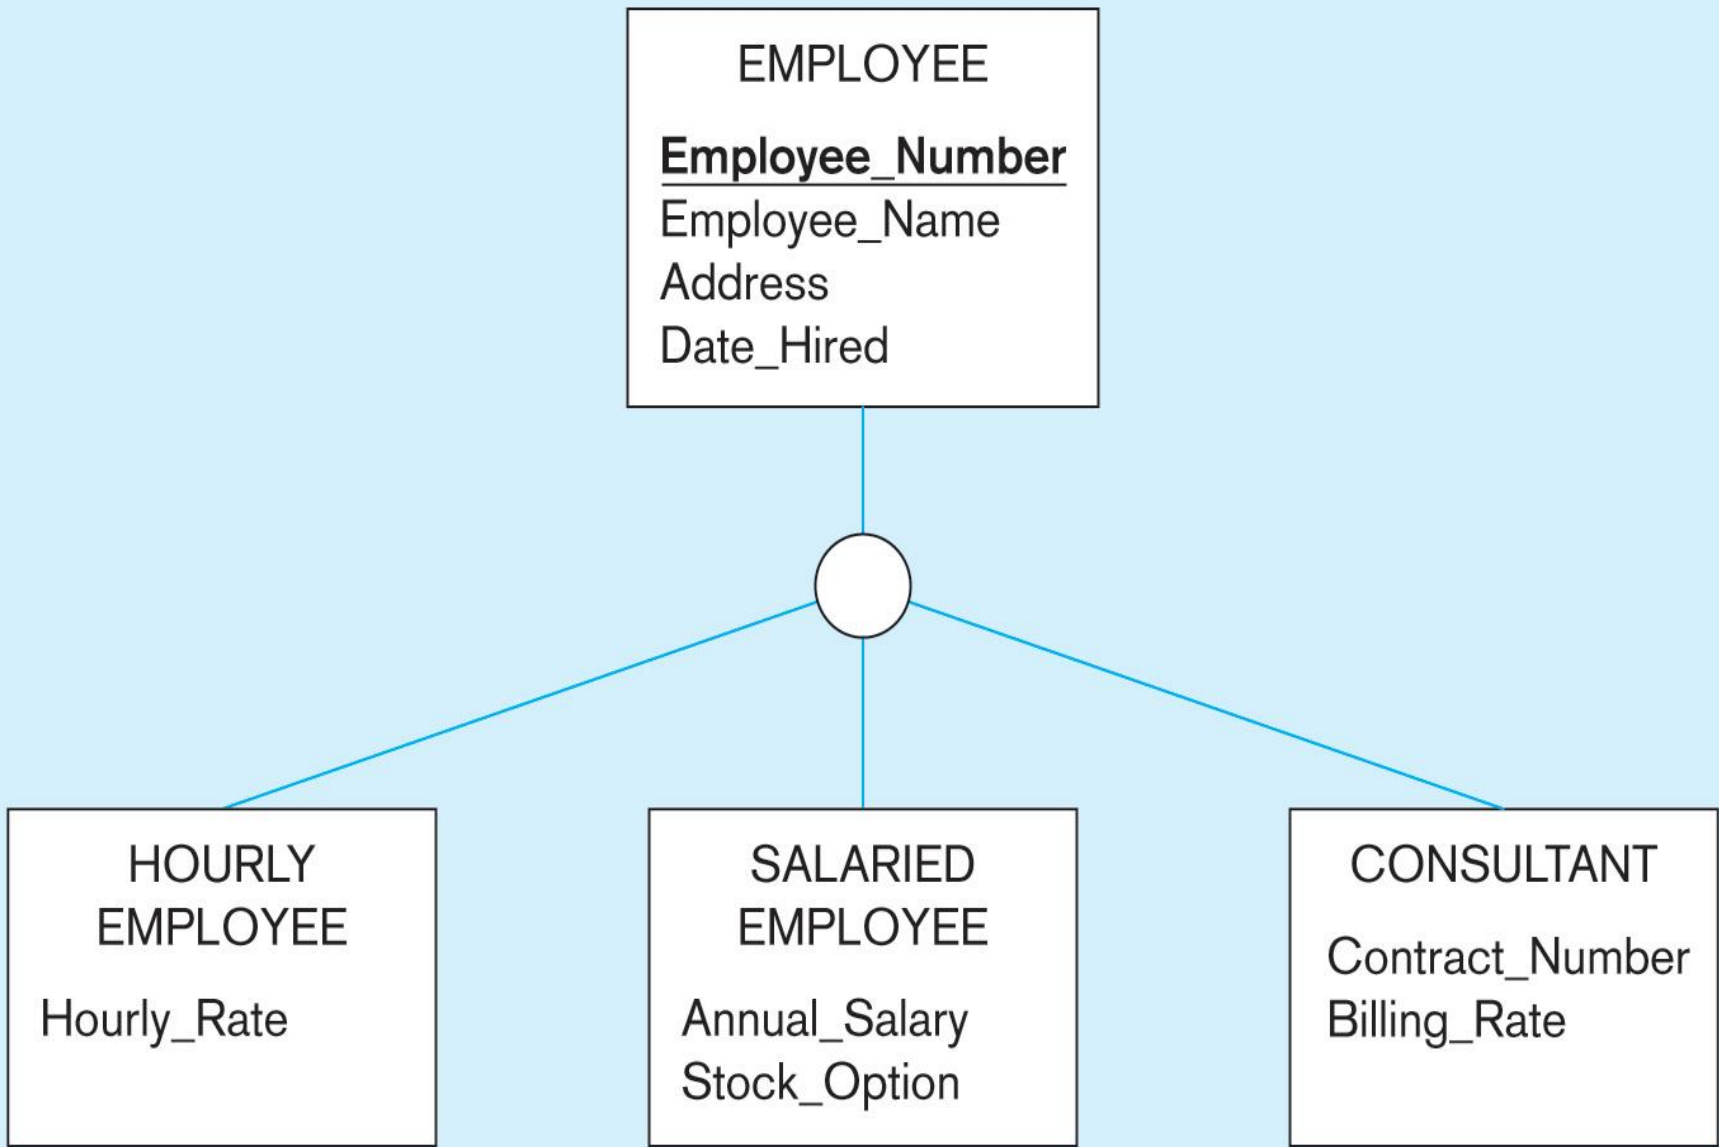 EMPLOYEE
Employee_Number
Employee_Name
Address
Date_Hired
HOURLY
EMPLOYEE
Hourly_Rate
SALARIED
EMPLOYEE
Annual_Salary
Stock_Option
CONSULTANT
Contract_Number
Billing_Rate